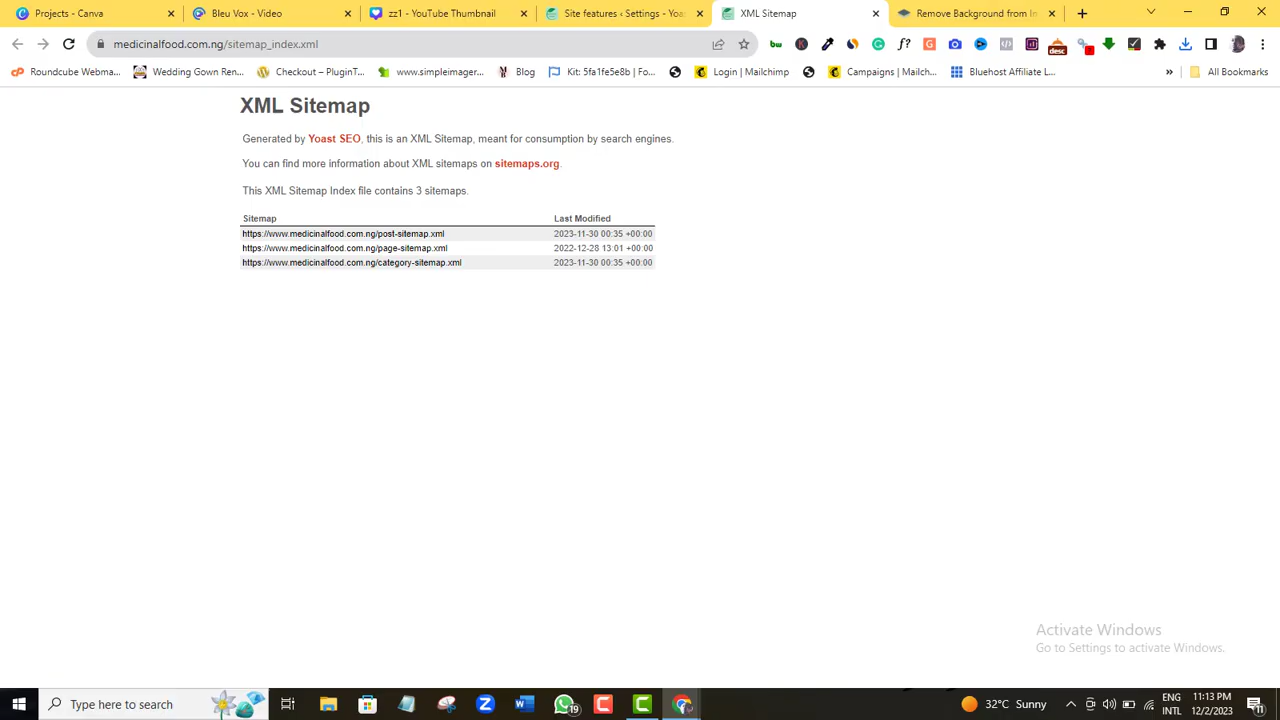 Projects - Canva
Bleu Vox - Video
zz1 - YouTube Thumbnail
Site features ‹ Settings - Yoas
XML Sitemap
Remove Background from In
medicinalfood.com.ng/sitemap_index.xml
bw
K
f?
G
desc
Roundcube Webma...
Wedding Gown Ren...
Checkout – PluginT...
www.simpleimager...
Blog
Kit: 5fa1fe5e8b | Fo...
Login | Mailchimp
Campaigns | Mailch...
Bluehost Affiliate L...
»
All Bookmarks
XML Sitemap
Generated by Yoast SEO, this is an XML Sitemap, meant for consumption by search engines.
You can find more information about XML sitemaps on sitemaps.org.
This XML Sitemap Index file contains 3 sitemaps.
Sitemap Last Modified
https://www.medicinalfood.com.ng/post-sitemap.xml 2023-11-30 00:35 +00:00
https://www.medicinalfood.com.ng/page-sitemap.xml 2022-12-28 13:01 +00:00
https://www.medicinalfood.com.ng/category-sitemap.xml 2023-11-30 00:35 +00:00
Activate Windows
Go to Settings to activate Windows.
Type here to search
19
32°C Sunny
ENG
INTL
11:13 PM
12/2/2023
11